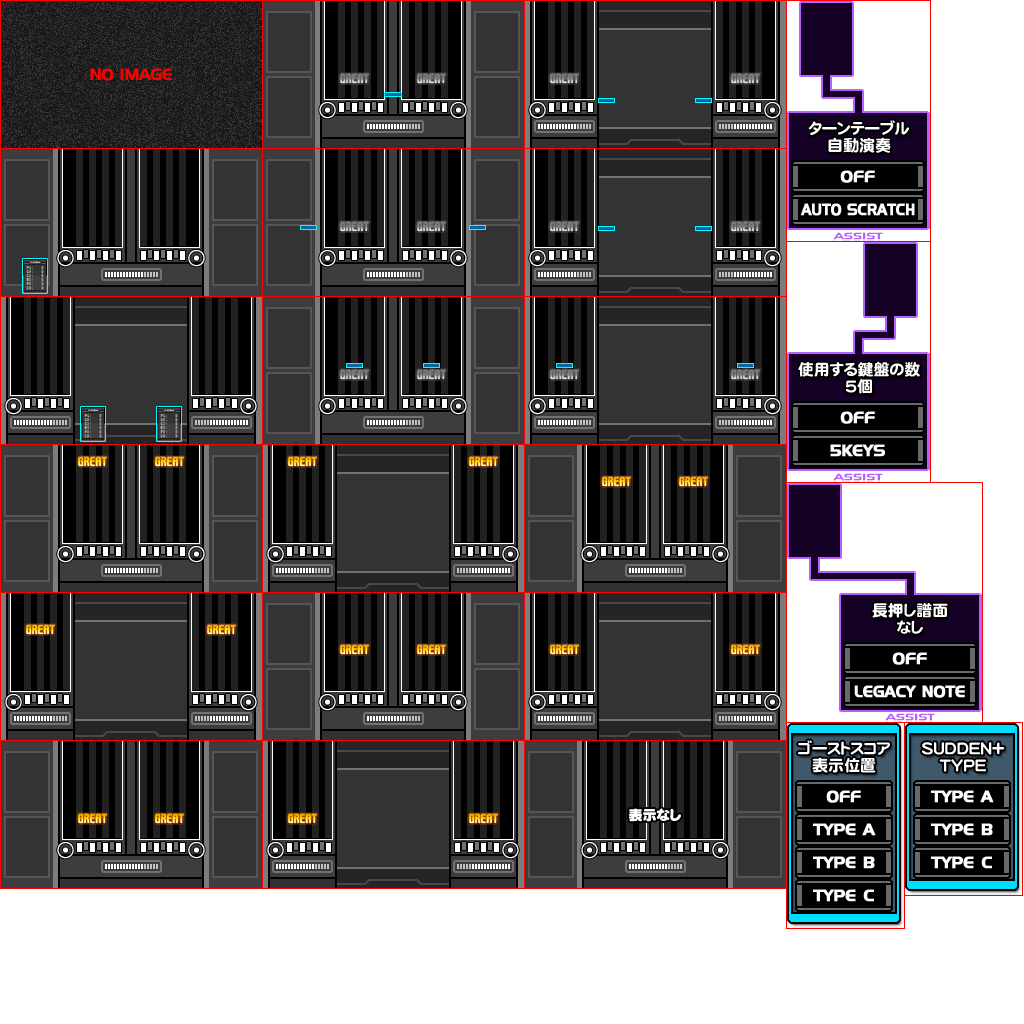 NO IMAGE
GREAT
GREAT
GREAT
GREAT
ターンテーブル
自動演奏
OFF
AUTO SCRATCH
ASSIST
GREAT
GREAT
GREAT
GREAT
使用する鍵盤の数
5個
OFF
5KEYS
ASSIST
GREAT
GREAT
GREAT
GREAT
GREAT
GREAT
GREAT
GREAT
GREAT
GREAT
長押し譜面
なし
OFF
LEGACY NOTE
ASSIST
GREAT
GREAT
GREAT
GREAT
GREAT
GREAT
GREAT
GREAT
GREAT
GREAT
表示なし
ゴーストスコア
表示位置
OFF
TYPE A
TYPE B
TYPE C
SUDDEN+
TYPE
TYPE A
TYPE B
TYPE C